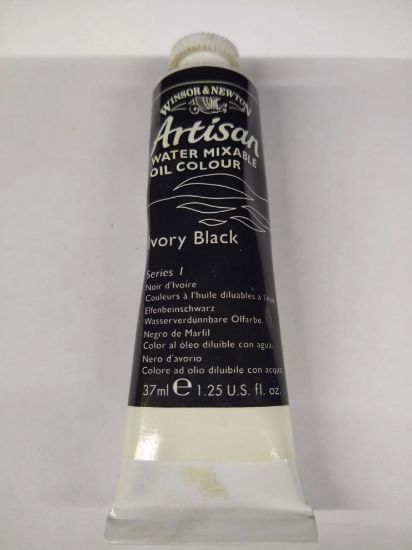 WINSOR & NEWTON
Artisan
WATER MIXABLE
OIL COLOUR
Ivory Black
Series 1
Noir d'Ivoire
Couleurs à l'huile diluables à l'eau
Elfenbeinschwarz
Wasserverdünnbare Ölfarbe.
Negro de Marfil
Color al óleo diluible con agua.
Nero d'avorio
Colore ad olio diluibile con acqua.
37ml e 1.25 U.S. fl. oz.